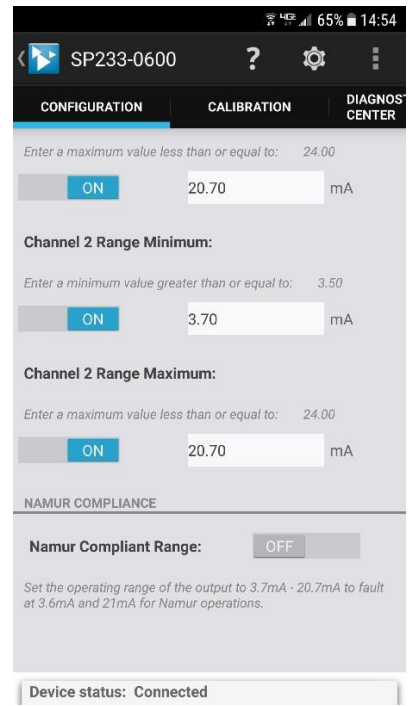 4G 65% 14:54
SP233-0600 ?
CONFIGURATION CALIBRATION DIAGNOS
CENTER
Enter a maximum value less than or equal to: 24.00
ON 20.70 mA
Channel 2 Range Minimum:
Enter a minimum value greater than or equal to: 3.50
ON 3.70 mA
Channel 2 Range Maximum:
Enter a maximum value less than or equal to: 24.00
ON 20.70 mA
NAMUR COMPLIANCE
Namur Compliant Range: OFF
Set the operating range of the output to 3.7mA - 20.7mA to fault
at 3.6mA and 21mA for Namur operations.
Device status: Connected